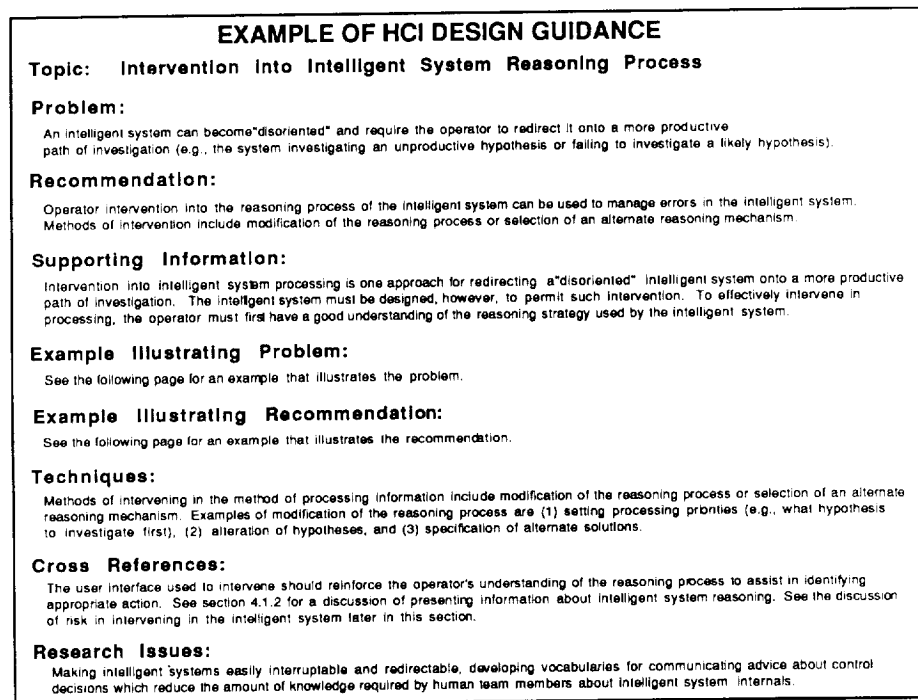 EXAMPLE OF HCI DESIGN GUIDANCE
Topic: Intervention into Intelligent System Reasoning Process
Problem:
An intelligent system can become"disoriented" and require the operator to redirect it onto a more productive
path of investigation (e.g., the system investigating an unproductive hypothesis or failing to investigate a likely hypothesis).
Recommendation:
Operator intervention into the reasoning process of the intelligent system can be used to manage errors in the intelligent system.
Methods of intervention include modification of the reasoning process or selection of an alternate reasoning mechanism.
Supporting Information:
Intervention into intelligent system processing is one approach for redirecting a"disoriented" intelligent system onto a more productive
path of investigation. The intelligent system must be designed, however, to permit such intervention. To effectively intervene in
processing, the operator must first have a good understanding of the reasoning strategy used by the intelligent system.
Example Illustrating Problem:
See the following page for an example that illustrates the problem.
Example Illustrating Recommendation:
See the following page for an example that illustrates the recommendation.
Techniques:
Methods of intervening in the method of processing information include modification of the reasoning process or selection of an alternate
reasoning mechanism. Examples of modification of the reasoning process are (1) setting processing priorities (e.g., what hypothesis
to investigate first), (2) alteration of hypotheses, and (3) specification of alternate solutions.
Cross References:
The user interface used to intervene should reinforce the operator's understanding of the reasoning process to assist in identifying
appropriate action. See section 4.1.2 for a discussion of presenting information about intelligent system reasoning. See the discussion
of risk in intervening in the intelligent system later in this section.
Research Issues:
Making intelligent systems easily interruptable and redirectable, developing vocabularies for communicating advice about control
decisions which reduce the amount of knowledge required by human team members about intelligent system internals.